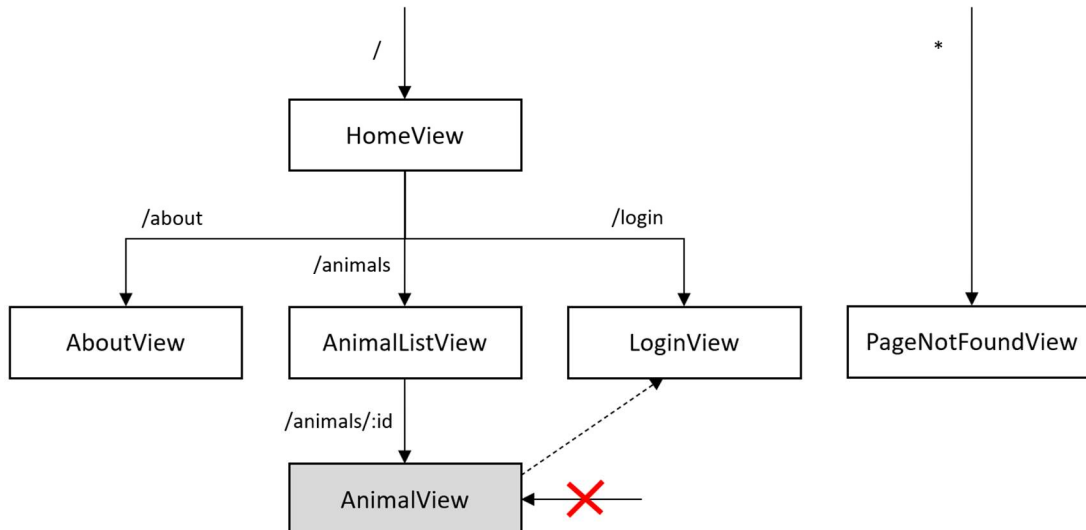 /
*
HomeView
/about
/login
/animals
AboutView
AnimalListView
LoginView
PageNotFoundView
/animals/:id
AnimalView